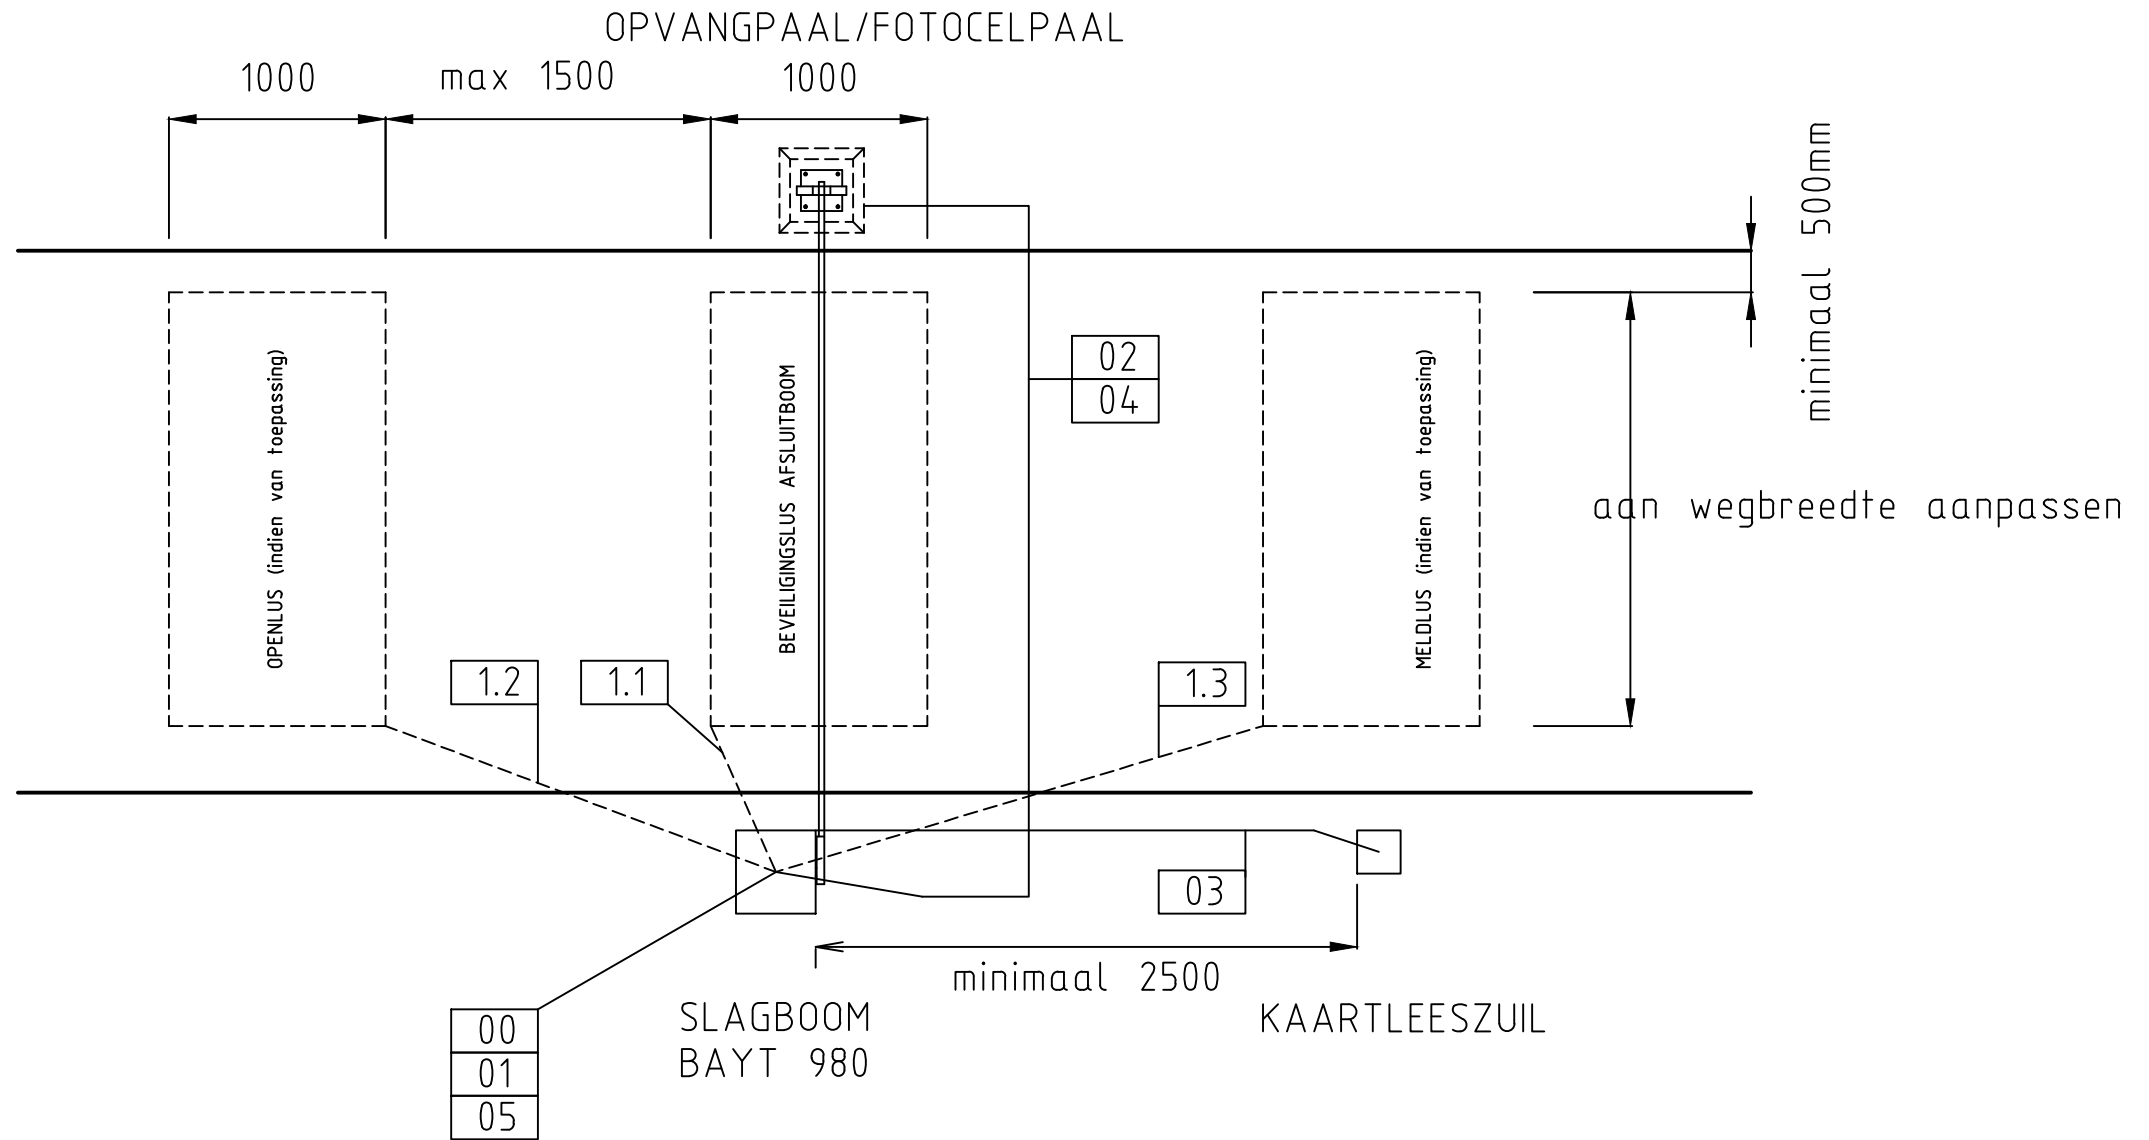 OPVANGPAAL/FOTOCELPAAL
1000
max 1500
1000
minimaal 500mm
02
04
OPENLUS (indien van toepassing)
BEVEILIGINGSLUS AFSLUITBOOM
MELDLUS (indien van toepassing)
aan wegbreedte aanpassen
1.2
1.1
1.3
03
minimaal 2500
SLAGBOOM
BAYT 980
KAARTLEESZUIL
00
01
05